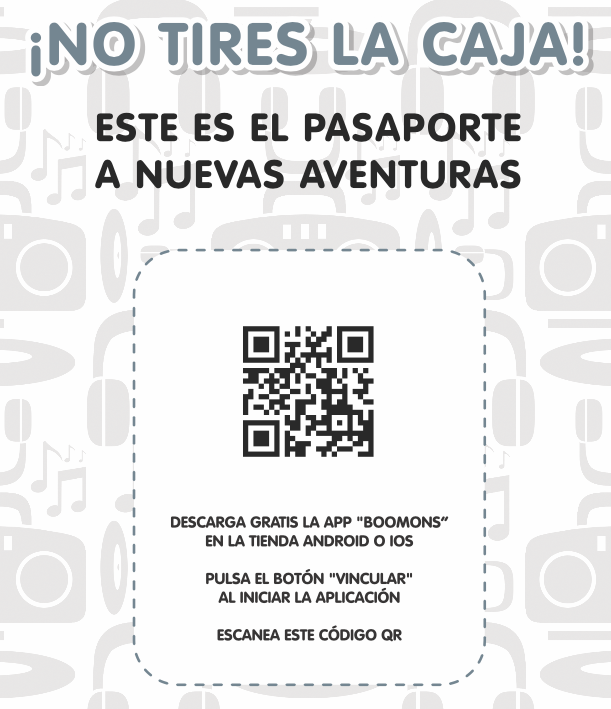 ¡NO TIRES LA CAJA!
ESTE ES EL PASAPORTE
A NUEVAS AVENTURAS
DESCARGA GRATIS LA APP "BOOMONS”
EN LA TIENDA ANDROID O IOS
PULSA EL BOTÓN "VINCULAR"
AL INICIAR LA APLICACIÓN
ESCANEA ESTE CÓDIGO QR